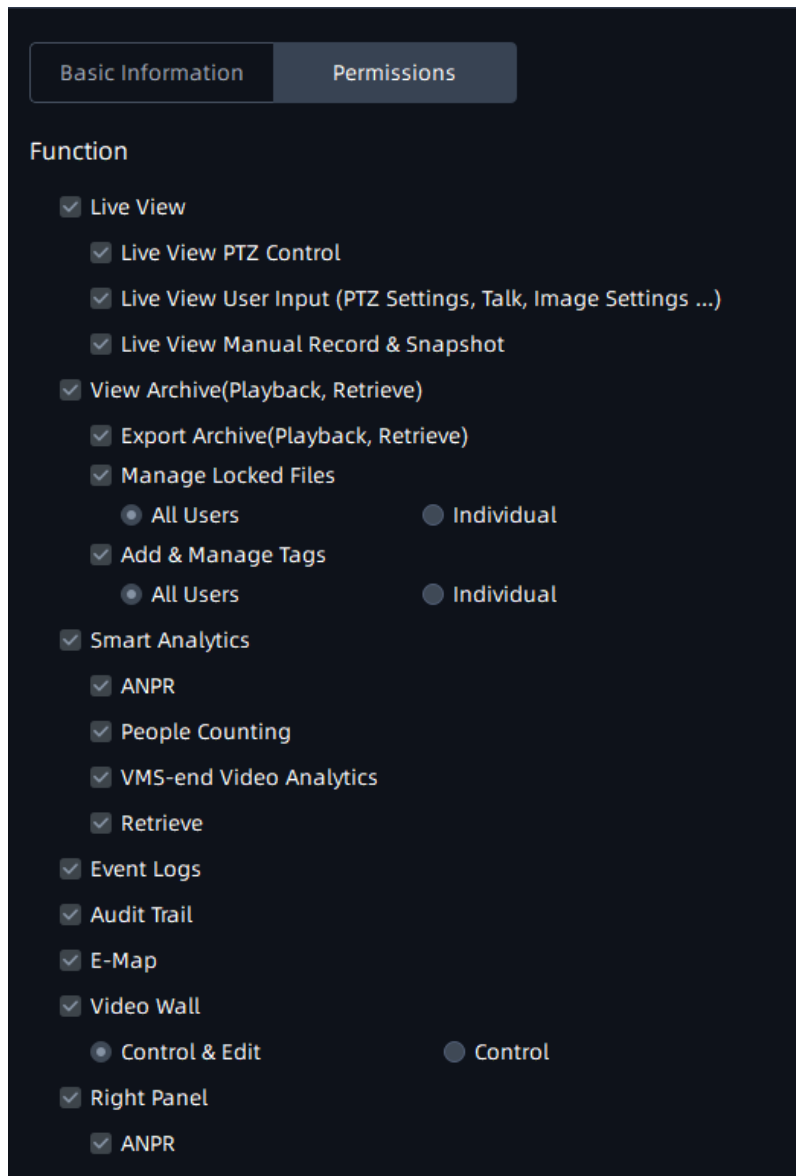 Basic Information Permissions
Function
Live View
Live View PTZ Control
Live View User Input (PTZ Settings, Talk, Image Settings ...)
Live View Manual Record & Snapshot
View Archive(Playback, Retrieve)
Export Archive(Playback, Retrieve)
Manage Locked Files
All Users Individual
Add & Manage Tags
All Users Individual
Smart Analytics
ANPR
People Counting
VMS-end Video Analytics
Retrieve
Event Logs
Audit Trail
E-Map
Video Wall
Control & Edit Control
Right Panel
ANPR